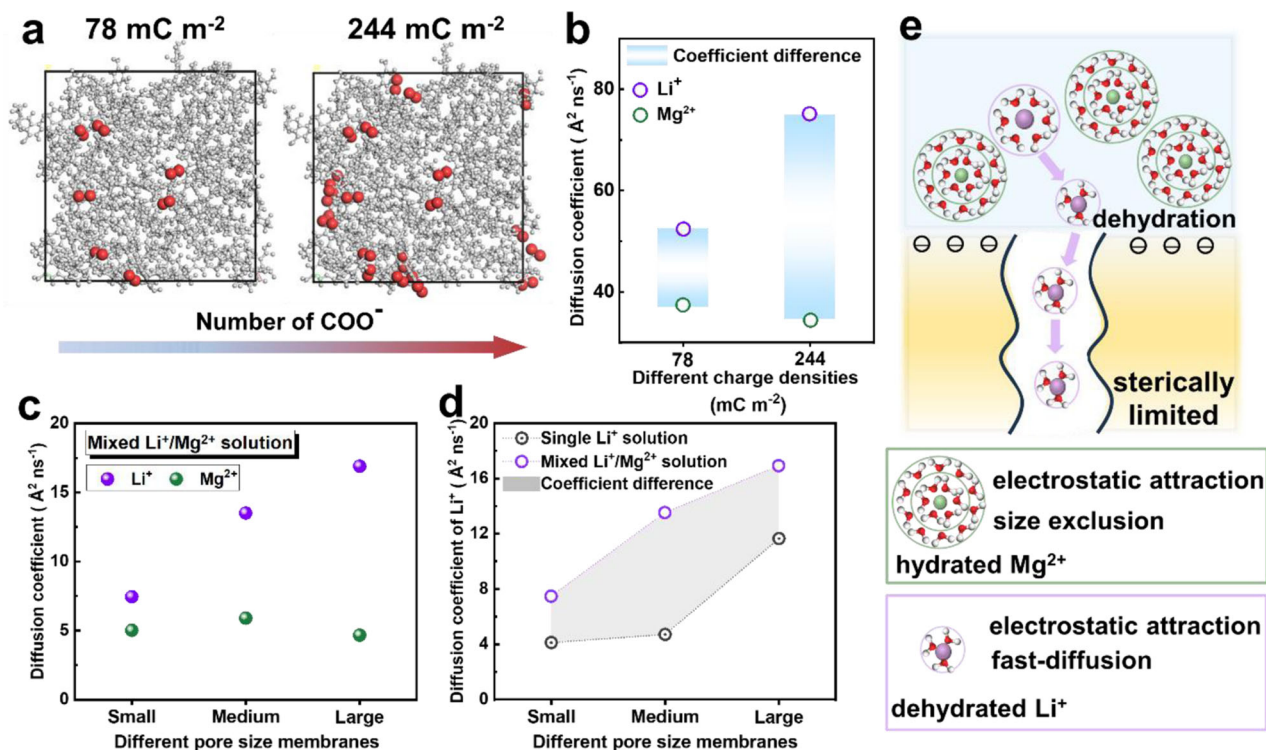 a
78 mC m-2
244 mC m-2
Number of COO-
b
Coefficient difference
Li+
Mg2+
Diffusion coefficient ( Å2 ns-1)
80
60
40
78
244
Different charge densities
(mC m-2)
c
Mixed Li+/Mg2+ solution
Li+
Mg2+
Diffusion coefficient ( Å2 ns-1)
20
15
10
5
0
Small
Medium
Large
Different pore size membranes
d
Single Li+ solution
Mixed Li+/Mg2+ solution
Coefficient difference
Diffusion coefficient of Li+ (Å2 ns-1)
20
16
12
8
4
0
Small
Medium
Large
Different pore size membranes
e
dehydration
sterically
limited
electrostatic attraction
size exclusion
hydrated Mg2+
electrostatic attraction
fast-diffusion
dehydrated Li+